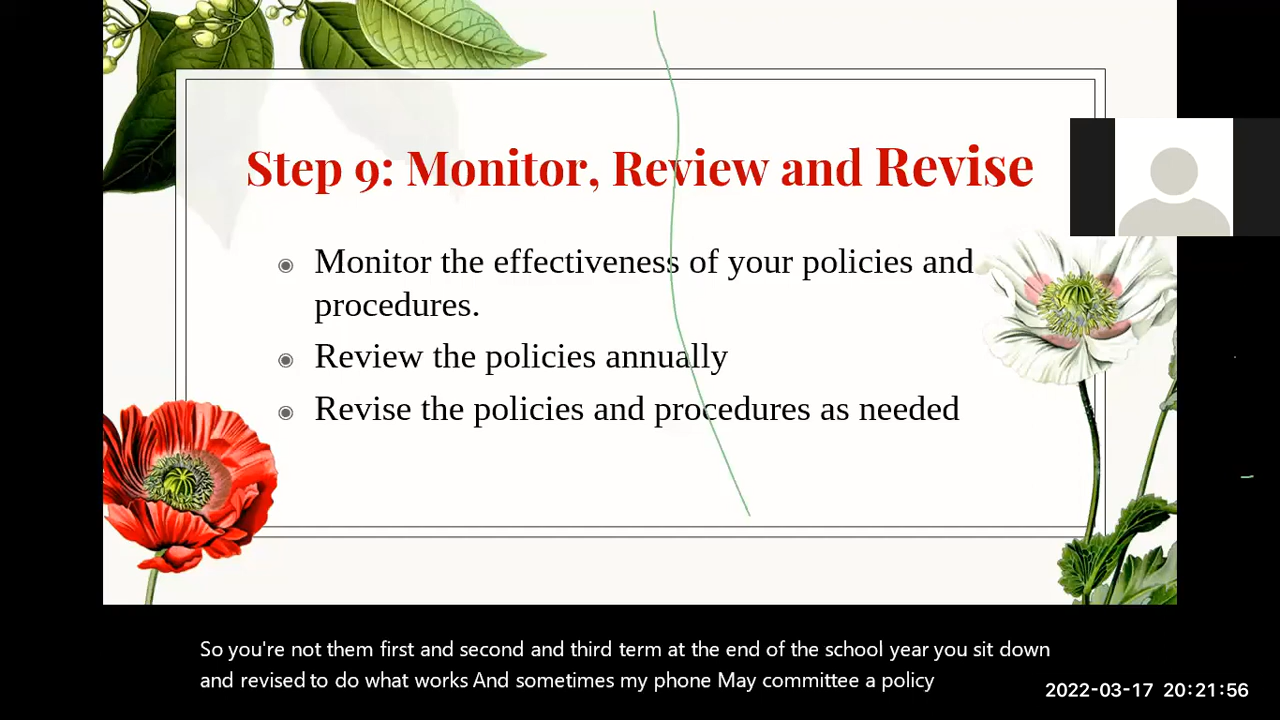 Step 9: Monitor, Review and Revise
Monitor the effectiveness of your policies and
procedures.
Review the policies annually
Revise the policies and procedures as needed
So you're not them first and second and third term at the end of the school year you sit down
and revised to do what works And sometimes my phone May committee a policy
2022-03-17 20:21:56